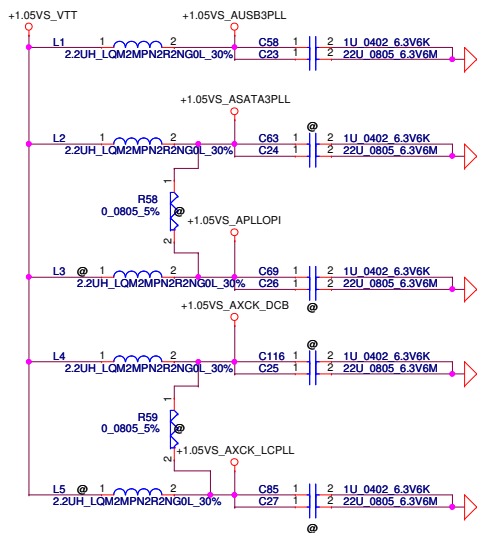 +1.05VS_VTT +1.05VS_AUSB3PLL
L1 1 2 C58 1 2 1U_0402_6.3V6K
2.2UH_LQM2MPN2R2NG0L_30% C23 1 2 22U_0805_6.3V6M
+1.05VS_ASATA3PLL
@
L2 1 2 C63 1 2 1U_0402_6.3V6K
2.2UH_LQM2MPN2R2NG0L_30% C24 1 2 22U_0805_6.3V6M
1
R58
0_0805_5% @
+1.05VS_APLLOPI
2
L3 @ 1 2 C69 1 2 1U_0402_6.3V6K
2.2UH_LQM2MPN2R2NG0L_30% C26 1 2 22U_0805_6.3V6M
@
+1.05VS_AXCK_DCB
@
L4 1 2 C116 1 2 1U_0402_6.3V6K
2.2UH_LQM2MPN2R2NG0L_30% C25 1 2 22U_0805_6.3V6M
1
R59
0_0805_5% @
+1.05VS_AXCK_LCPLL
2
L5 @ 1 2 C85 1 2 1U_0402_6.3V6K
2.2UH_LQM2MPN2R2NG0L_30% C27 1 2 22U_0805_6.3V6M
@